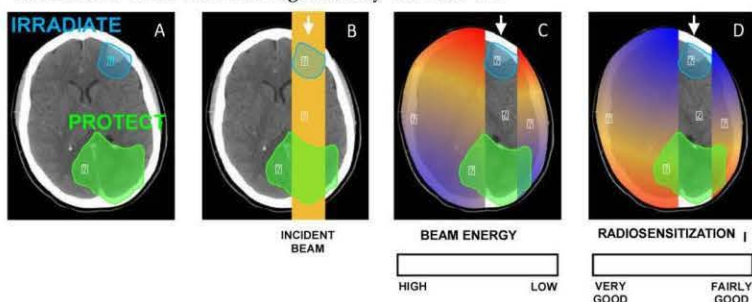 IRRADIATE
A
PROTECT
B
INCIDENT
BEAM
C
BEAM ENERGY
HIGH LOW
D
RADIOSENSITIZATION I
VERY
GOOD
FAIRLY
GOOD